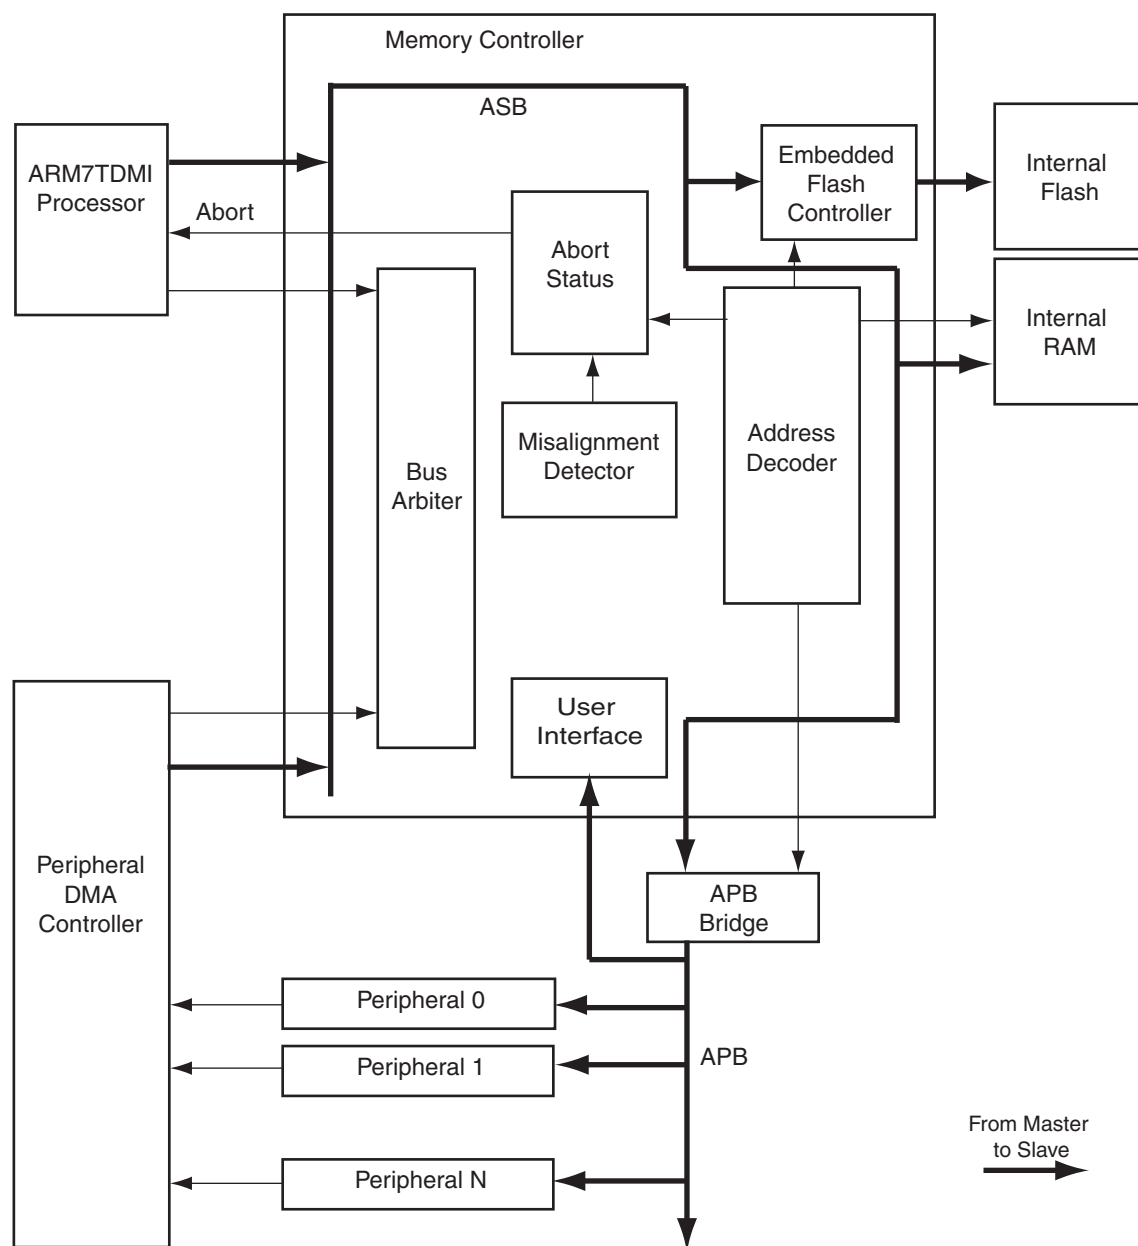 Memory Controller
ASB
ARM7TDMI
Processor
Abort
Embedded
Flash
Controller
Internal
Flash
Abort
Status
Internal
RAM
Misalignment
Detector
Address
Decoder
Bus
Arbiter
User
Interface
Peripheral
DMA
Controller
APB
Bridge
Peripheral 0
Peripheral 1
APB
Peripheral N
From Master
to Slave